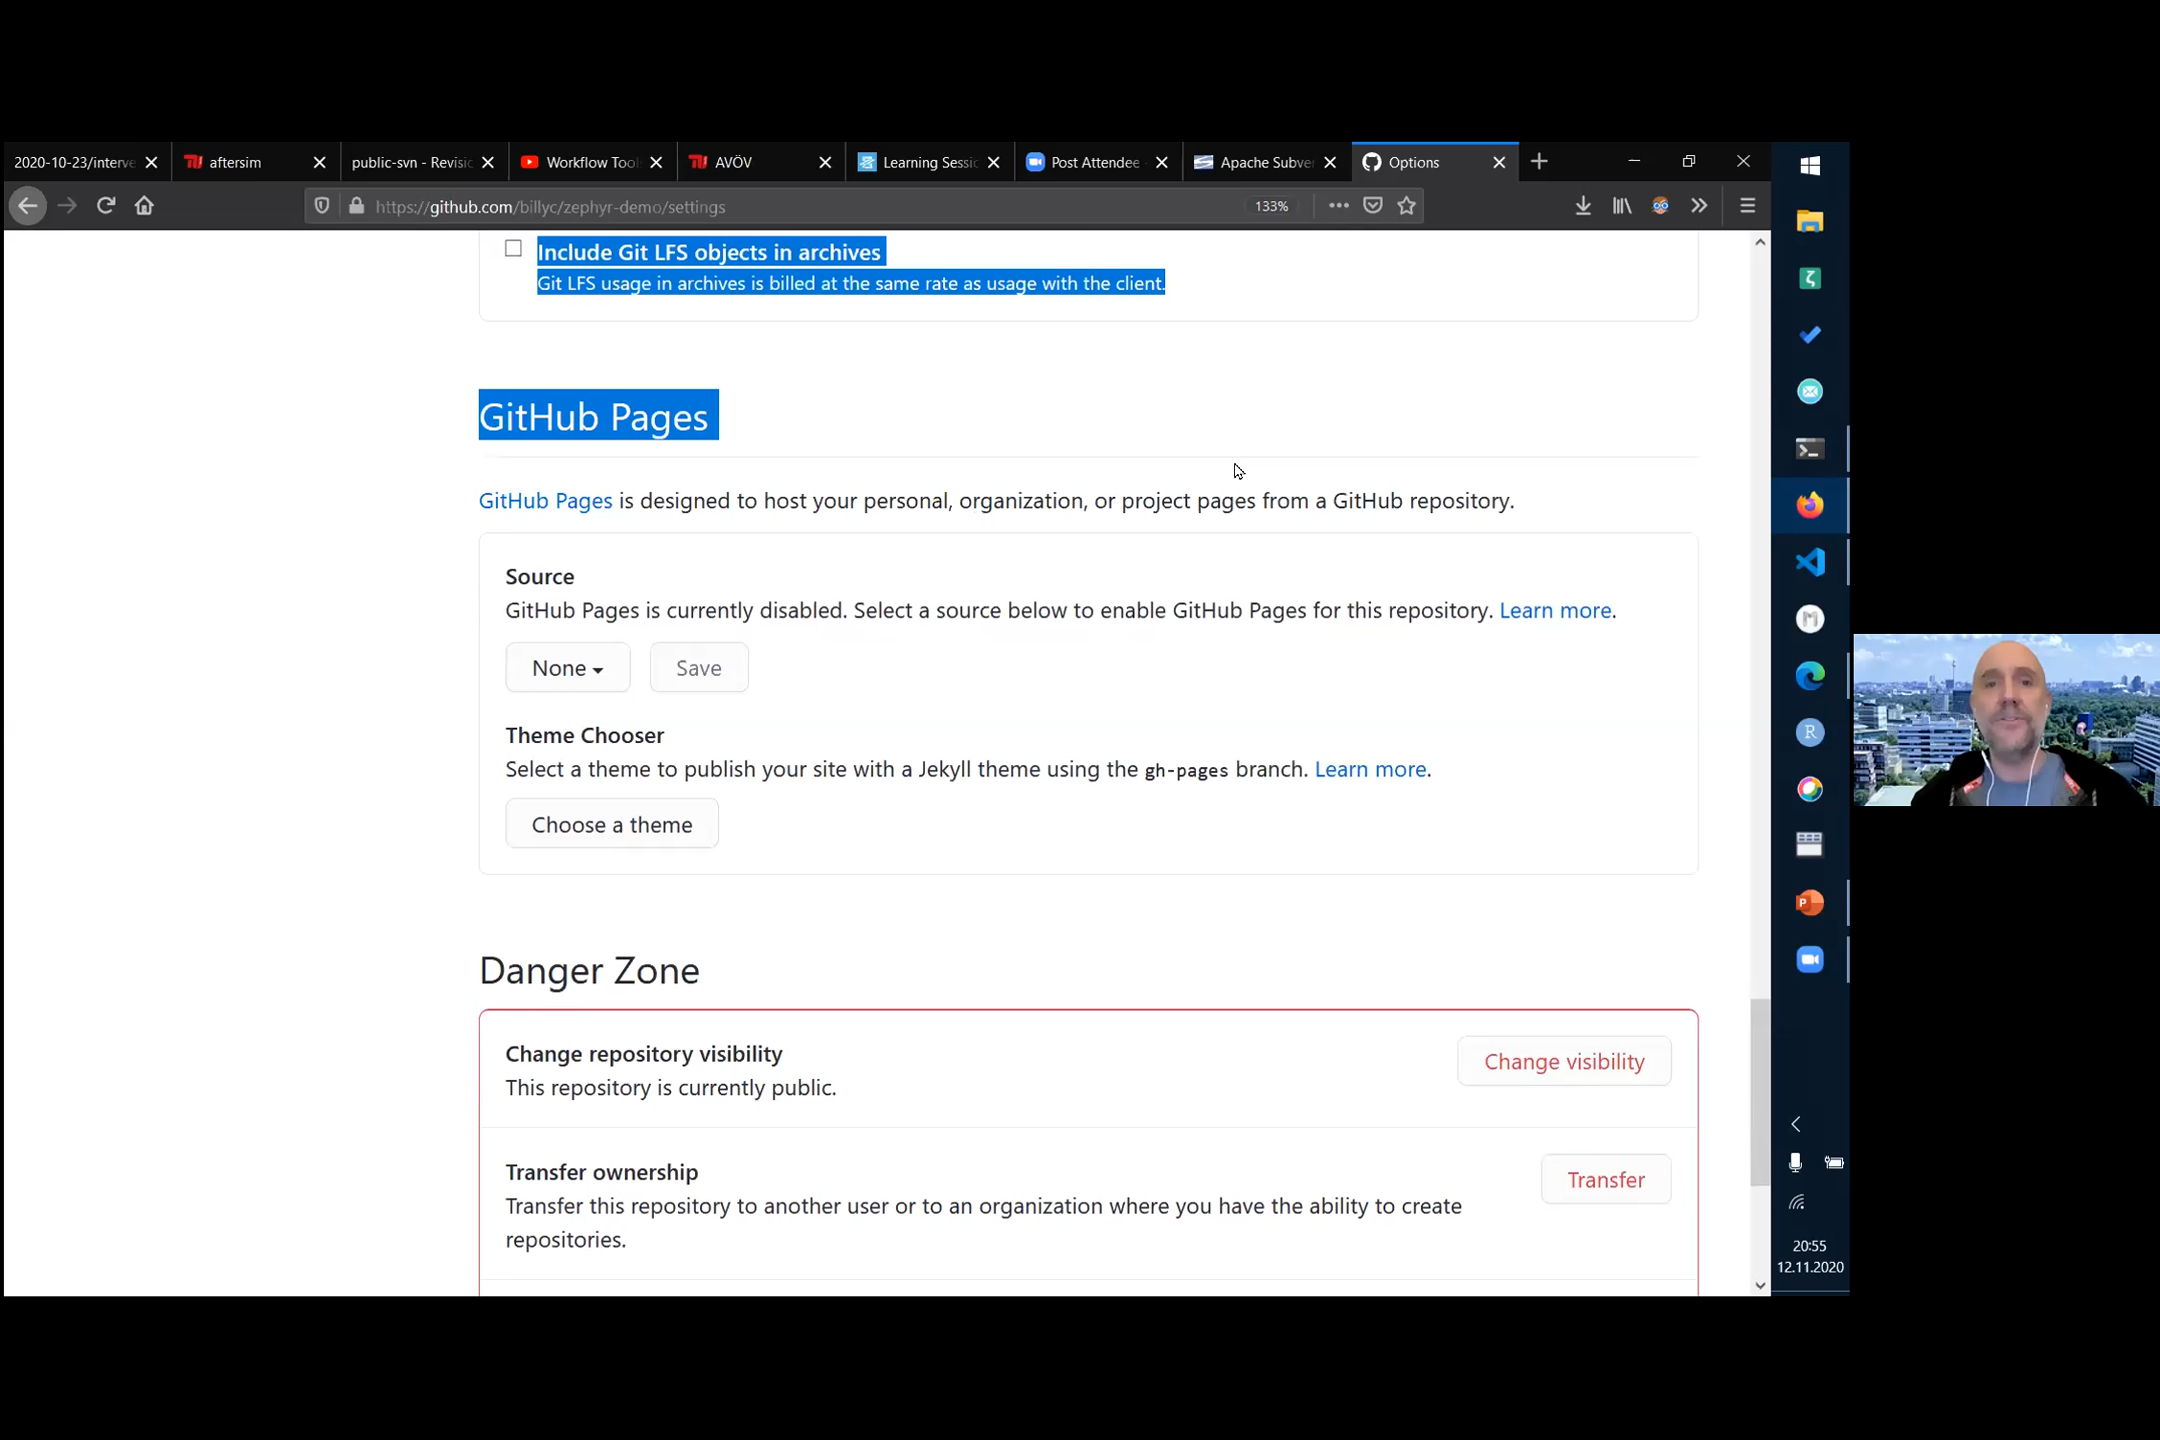 2020-10-23/interve
aftersim
public-svn - Revisic
Workflow Tool
AVÖV
Learning Sessic
Post Attendee
Apache Subver
Options
https://github.com/billyc/zephyr-demo/settings
133%
Include Git LFS objects in archives
Git LFS usage in archives is billed at the same rate as usage with the client.
GitHub Pages
GitHub Pages is designed to host your personal, organization, or project pages from a GitHub repository.
Source
GitHub Pages is currently disabled. Select a source below to enable GitHub Pages for this repository. Learn more.
None
Save
Theme Chooser
Select a theme to publish your site with a Jekyll theme using the gh-pages branch. Learn more.
Choose a theme
Danger Zone
Change repository visibility
This repository is currently public.
Change visibility
Transfer ownership
Transfer this repository to another user or to an organization where you have the ability to create
repositories.
Transfer
20:55
12.11.2020